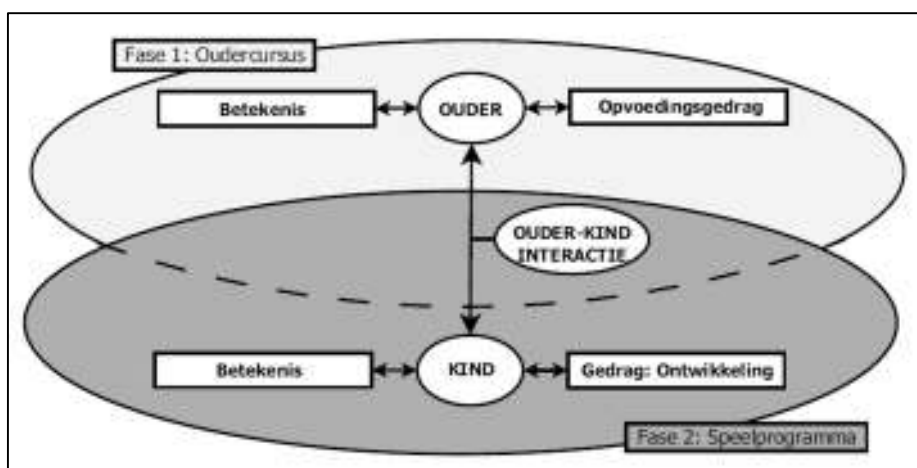 Fase 1: Oudercursus
Betekenis
OUDER
Opvoedingsgedrag
OUDER-KIND
INTERACTIE
Betekenis
KIND
Gedrag: Ontwikkeling
Fase 2: Speelprogramma